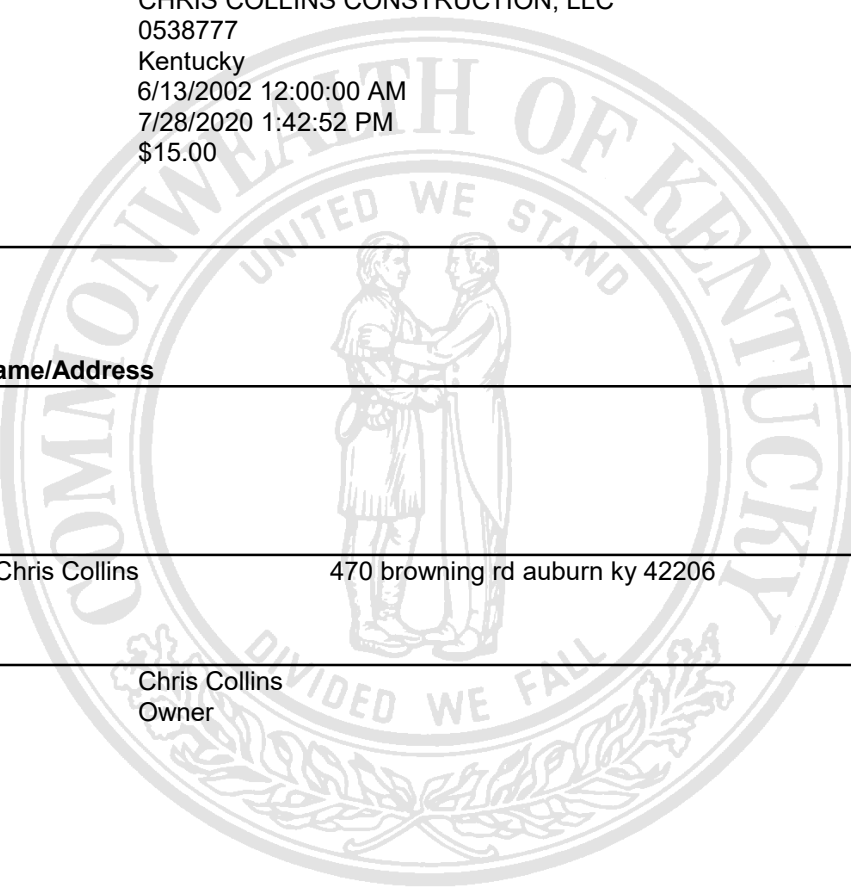 CHRIS COLLINS CONSTRUCTION, LLC
0538777
Kentucky
6/13/2002 12:00:00 AM
7/28/2020 1:42:52 PM
$15.00
COMMONWEALTH OF KENTUCKY
UNITED WE STAND
ame/Address
Chris Collins 470 browning rd auburn ky 42206
DIVIDED WE FALL
Chris Collins
Owner